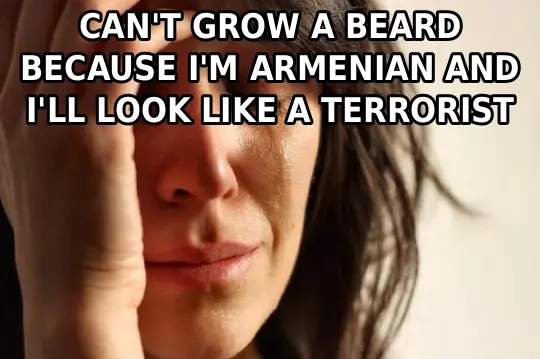 CAN'T GROW A BEARD
BECAUSE I'M ARMENIAN AND
I'LL LOOK LIKE A TERRORIST